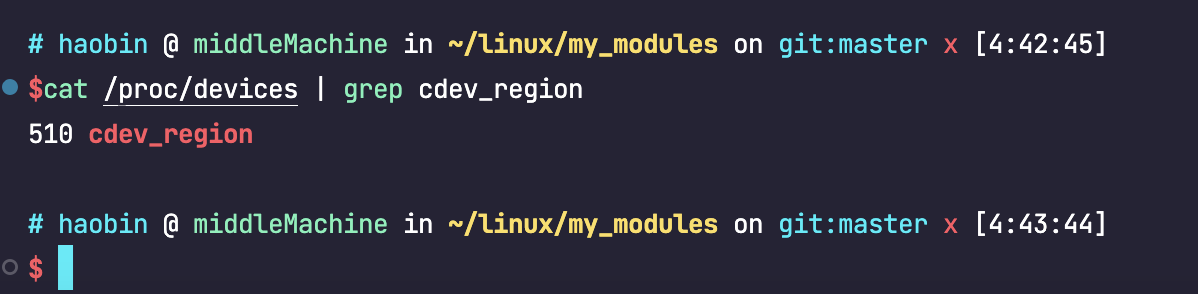 # haobin @ middleMachine in ~/linux/my_modules on git:master x [4:42:45]
$cat /proc/devices | grep cdev_region
510 cdev_region
# haobin @ middleMachine in ~/linux/my_modules on git:master x [4:43:44]
$